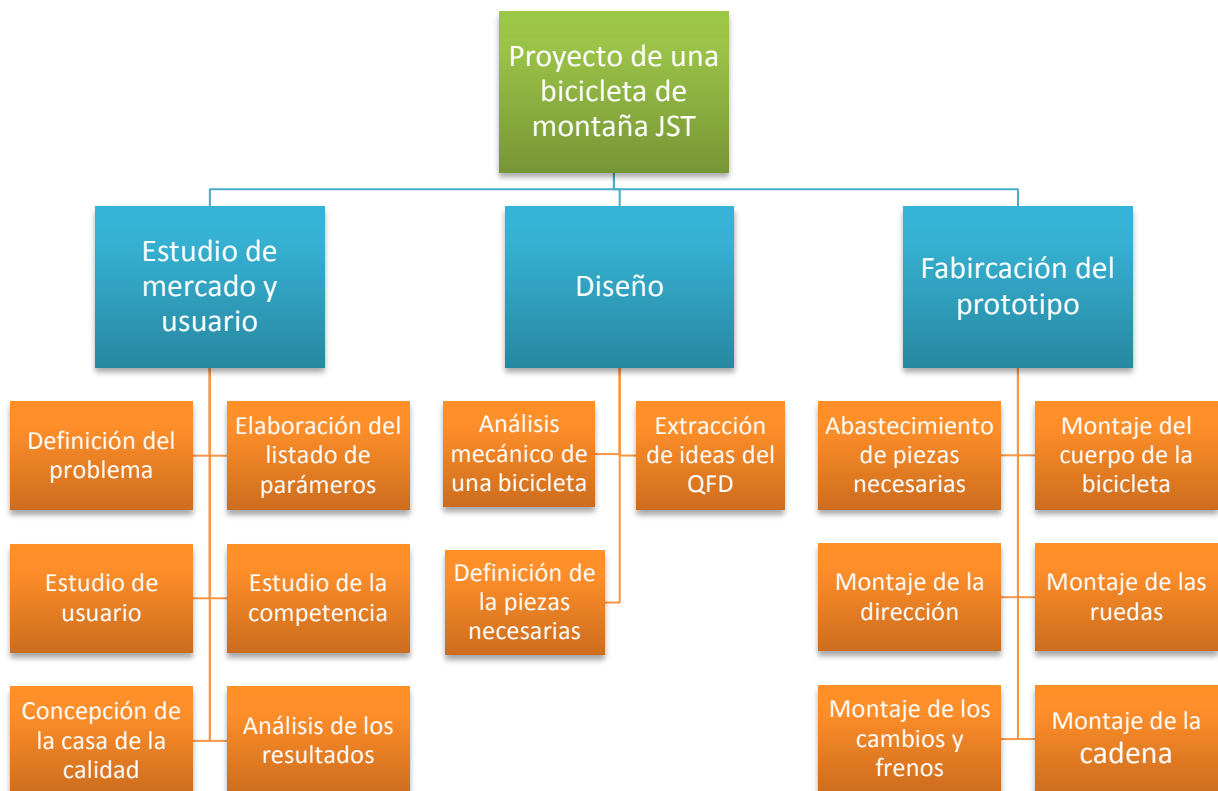 Proyecto de una
bicicleta de
montaña JST
Estudio de
mercado y
usuario
Diseño
Fabircación del
prototipo
Definición del
problema
Elaboración del
listado de
parámeros
Análisis
mecánico de
una bicicleta
Extracción
de ideas del
QFD
Abastecimiento
de piezas
necesarias
Montaje del
cuerpo de la
bicicleta
Estudio de
usuario
Estudio de la
competencia
Definición de
la piezas
necesarias
Montaje de la
dirección
Montaje de las
ruedas
Concepción de
la casa de la
calidad
Análisis de los
resultados
Montaje de los
cambios y
frenos
Montaje de la
cadena